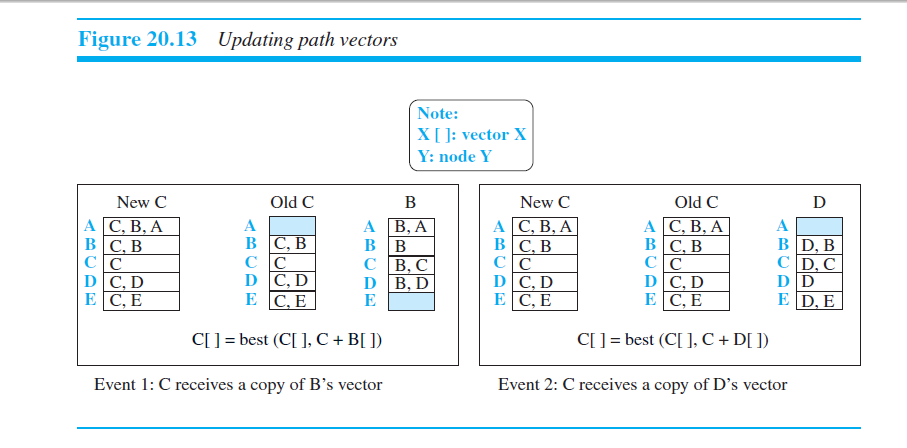 Figure 20.13 Updating path vectors
Note:
X [ ]: vector X
Y: node Y
New C
A C, B, A
B C, B
C C
D C, D
E C, E
Old C
A
B C, B
C C
D C, D
E C, E
B
A B, A
B B
C B, C
D B, D
E
C[ ] = best (C[ ], C + B[ ])
Event 1: C receives a copy of B's vector
New C
A C, B, A
B C, B
C C
D C, D
E C, E
Old C
A C, B, A
B C, B
C C
D C, D
E C, E
D
A
B D, B
C D, C
D D
E D, E
C[ ] = best (C[ ], C + D[ ])
Event 2: C receives a copy of D's vector